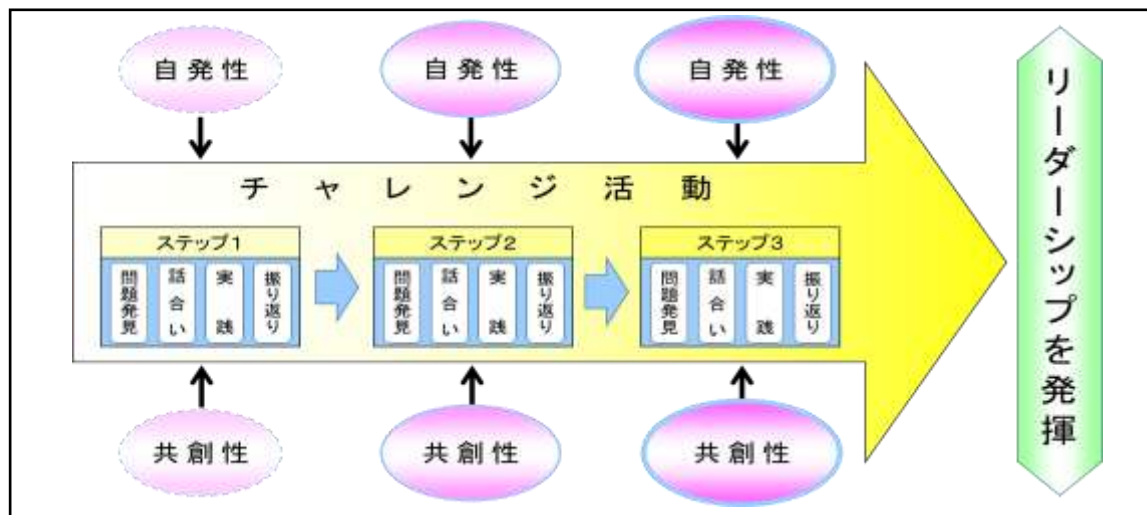 自発性
自発性
自発性
チャレンジ活動
ステップ1
問題発見
話合い
実践
振り返り
ステップ2
問題発見
話合い
実践
振り返り
ステップ3
問題発見
話合い
実践
振り返り
共創性
共創性
共創性
リーダーシップを発揮